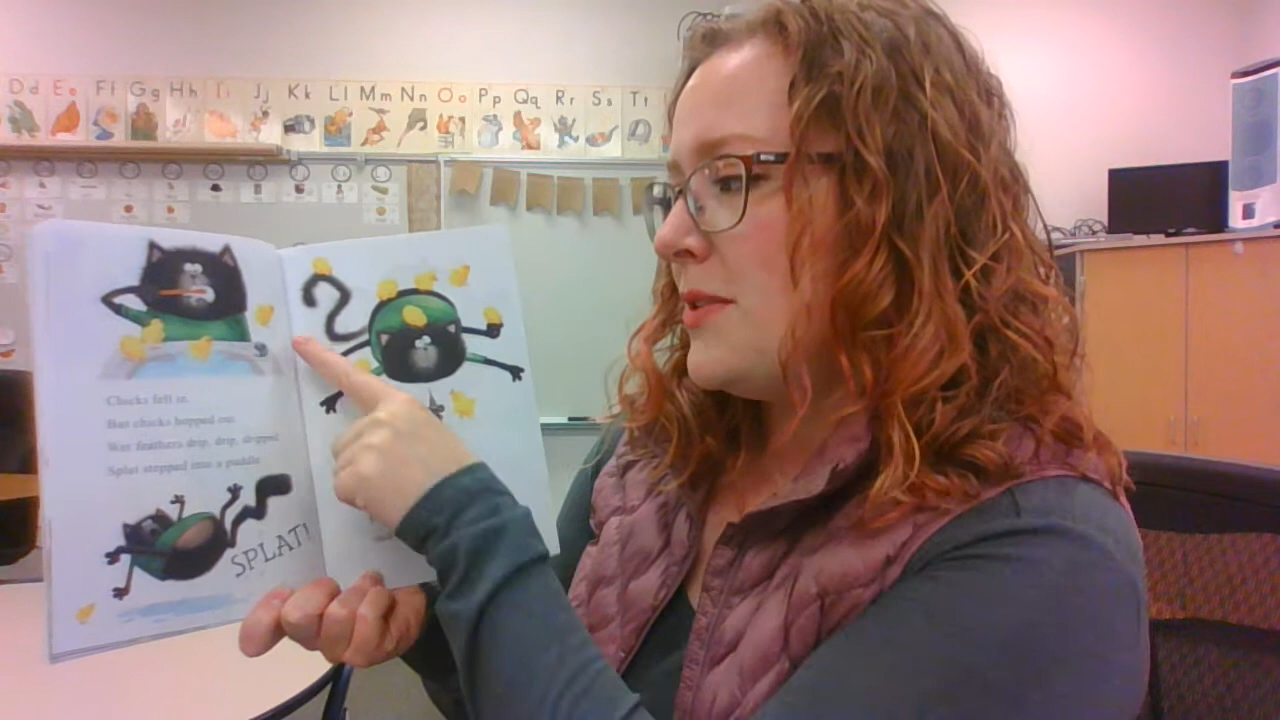 Dd Ee Ff Gg Hh Ii Jj Kk Ll Mm Nn Oo Pp Qq Rr Ss Tt
Chicks fell in.
But chicks hopped out.
Wet feathers drip, drip, dripped.
Splat stepped into a puddle.
SPLAT!